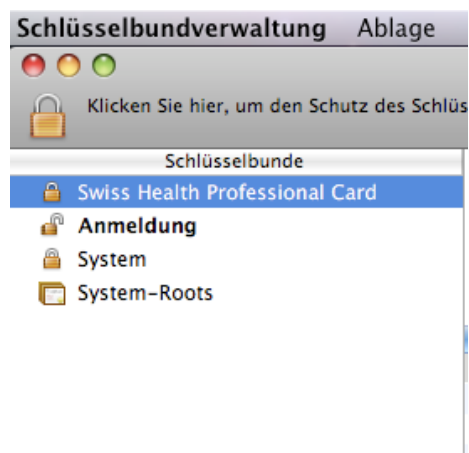 Schlüsselbundverwaltung Ablage
Klicken Sie hier, um den Schutz des Schlüs
Schlüsselbunde
Swiss Health Professional Card
Anmeldung
System
System-Roots